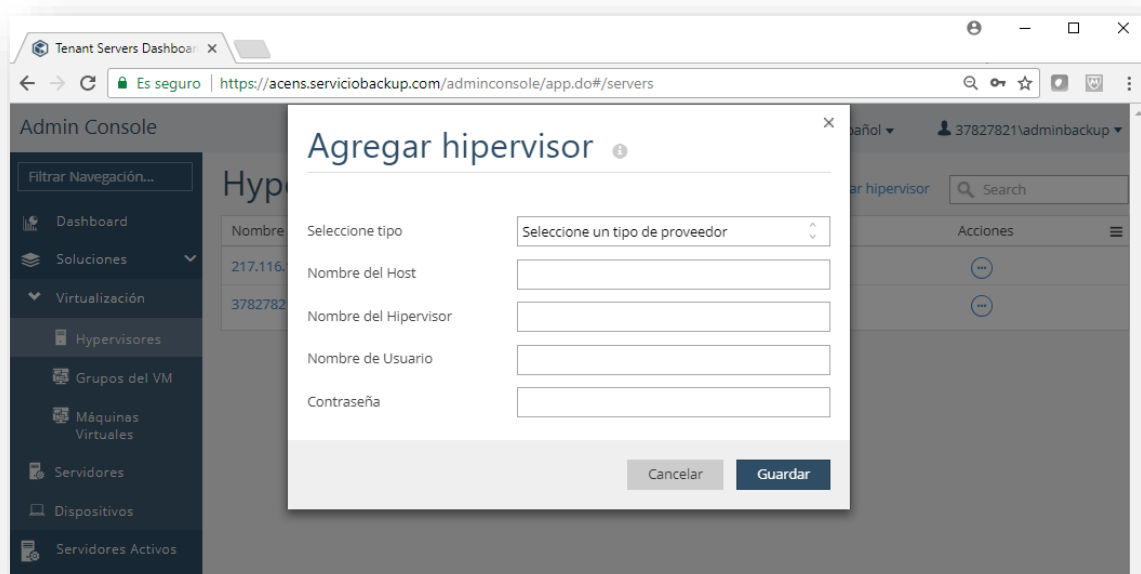 Tenant Servers Dashboar
Es seguro https://acens.serviciobackup.com/adminconsole/app.do#/servers
Admin Console
pañol
37827821\adminbackup
Filtrar Navegación...
Dashboard
Soluciones
Virtualización
Hypervisores
Grupos del VM
Máquinas
Virtuales
Servidores
Dispositivos
Servidores Activos
Hyp
ar hipervisor
Search
Nombre
Acciones
217.116.
3782782
Agregar hipervisor
Seleccione tipo
Seleccione un tipo de proveedor
Nombre del Host
Nombre del Hipervisor
Nombre de Usuario
Contraseña
Cancelar
Guardar